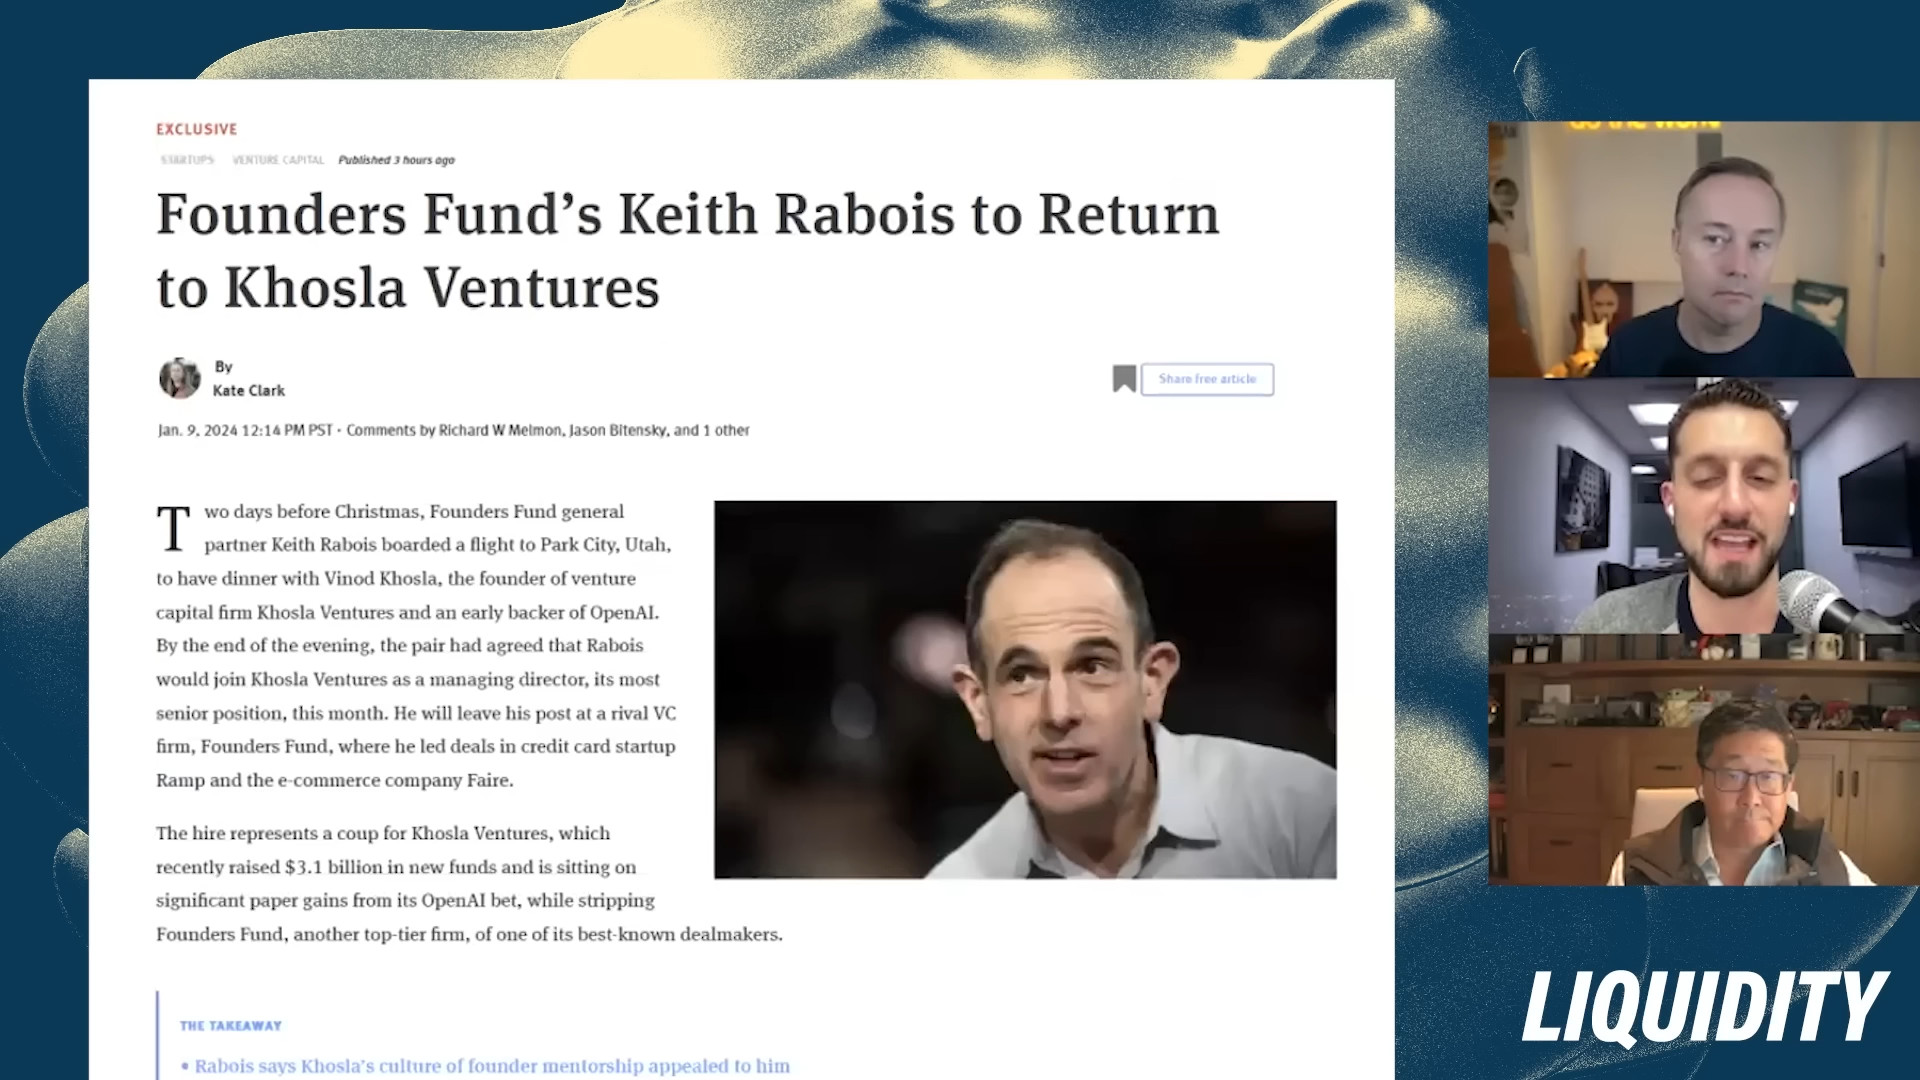 EXCLUSIVE
STARTUPS VENTURE CAPITAL Published 3 hours ago
Founders Fund’s Keith Rabois to Return
to Khosla Ventures
By
Kate Clark
Share free article
Jan. 9, 2024 12:14 PM PST · Comments by Richard W Melmon, Jason Bitensky, and 1 other
Two days before Christmas, Founders Fund general
partner Keith Rabois boarded a flight to Park City, Utah,
to have dinner with Vinod Khosla, the founder of venture
capital firm Khosla Ventures and an early backer of OpenAI.
By the end of the evening, the pair had agreed that Rabois
would join Khosla Ventures as a managing director, its most
senior position, this month. He will leave his post at a rival VC
firm, Founders Fund, where he led deals in credit card startup
Ramp and the e-commerce company Faire.
The hire represents a coup for Khosla Ventures, which
recently raised $3.1 billion in new funds and is sitting on
significant paper gains from its OpenAI bet, while stripping
Founders Fund, another top-tier firm, of one of its best-known dealmakers.
THE TAKEAWAY
• Rabois says Khosla’s culture of founder mentorship appealed to him
LIQUIDITY